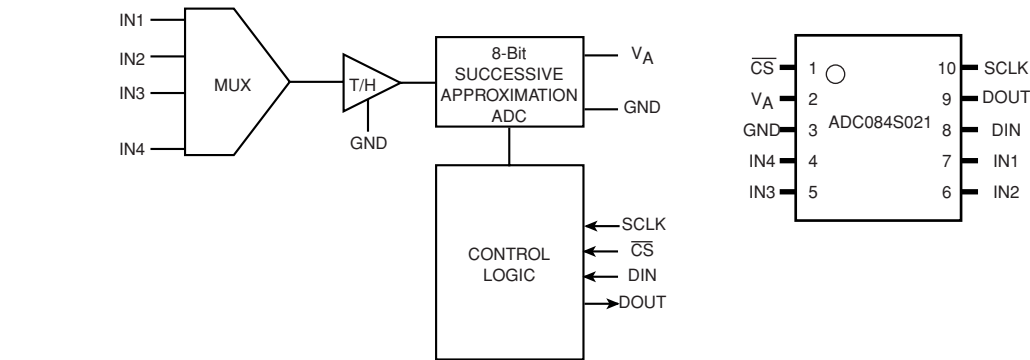 IN1
IN2
IN3
IN4
MUX
T/H
GND
8-Bit
SUCCESSIVE
APPROXIMATION
ADC
VA
GND
CONTROL
LOGIC
SCLK
C̅S̅
DIN
DOUT
C̅S̅ 1 10 SCLK
VA 2 9 DOUT
GND 3 ADC084S021 8 DIN
IN4 4 7 IN1
IN3 5 6 IN2